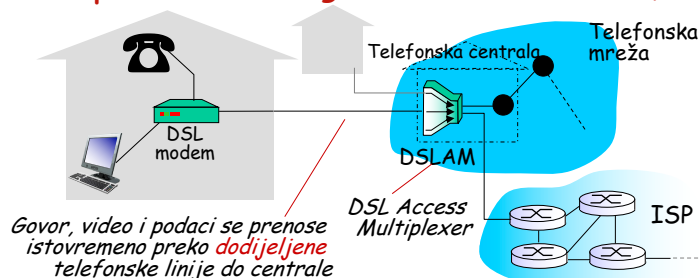 Telefonska
mreža
Telefonska centrala
DSL
modem
DSLAM
ISP
DSL Access
Multiplexer
Govor, video i podaci se prenose
istovremeno preko dodijeljene
telefonske linije do centrale